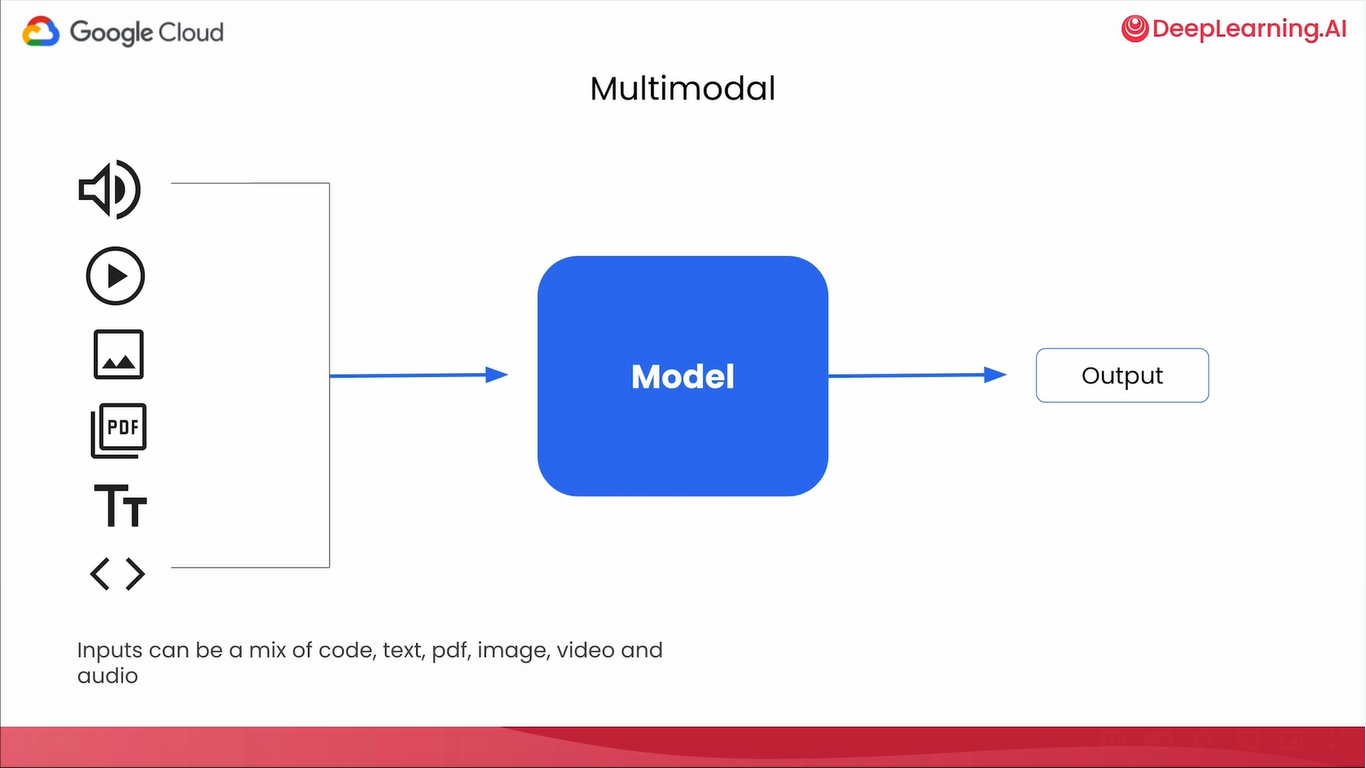 Google Cloud
DeepLearning.AI
Multimodal
PDF
Tт
Model
Output
Inputs can be a mix of code, text, pdf, image, video and
audio